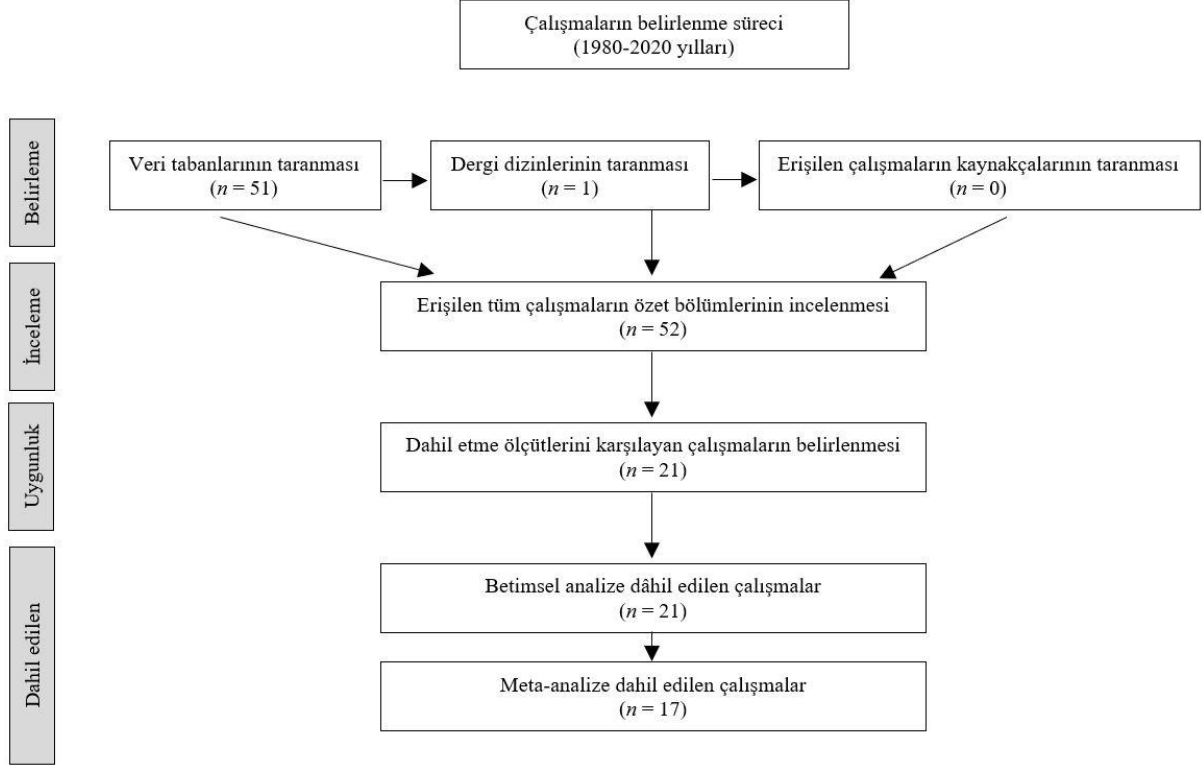 Çalışmaların belirlenme süreci
(1980-2020 yılları)
Belirleme
Veri tabanlarının taranması
(n = 51)
Dergi dizinlerinin taranması
(n = 1)
Erişilen çalışmaların kaynakçalarının taranması
(n = 0)
İnceleme
Erişilen tüm çalışmaların özet bölümlerinin incelenmesi
(n = 52)
Uygunluk
Dahil etme ölçütlerini karşılayan çalışmaların belirlenmesi
(n = 21)
Dahil edilen
Betimsel analize dâhil edilen çalışmalar
(n = 21)
Meta-analize dahil edilen çalışmalar
(n = 17)